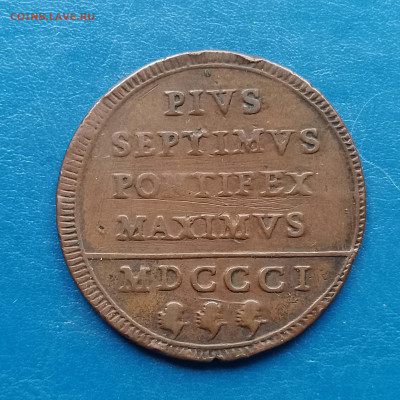 COINS.LAVE.RU
PIVS
SEPTIMVS
PONTIFEX
MAXIMVS
MDCCCI